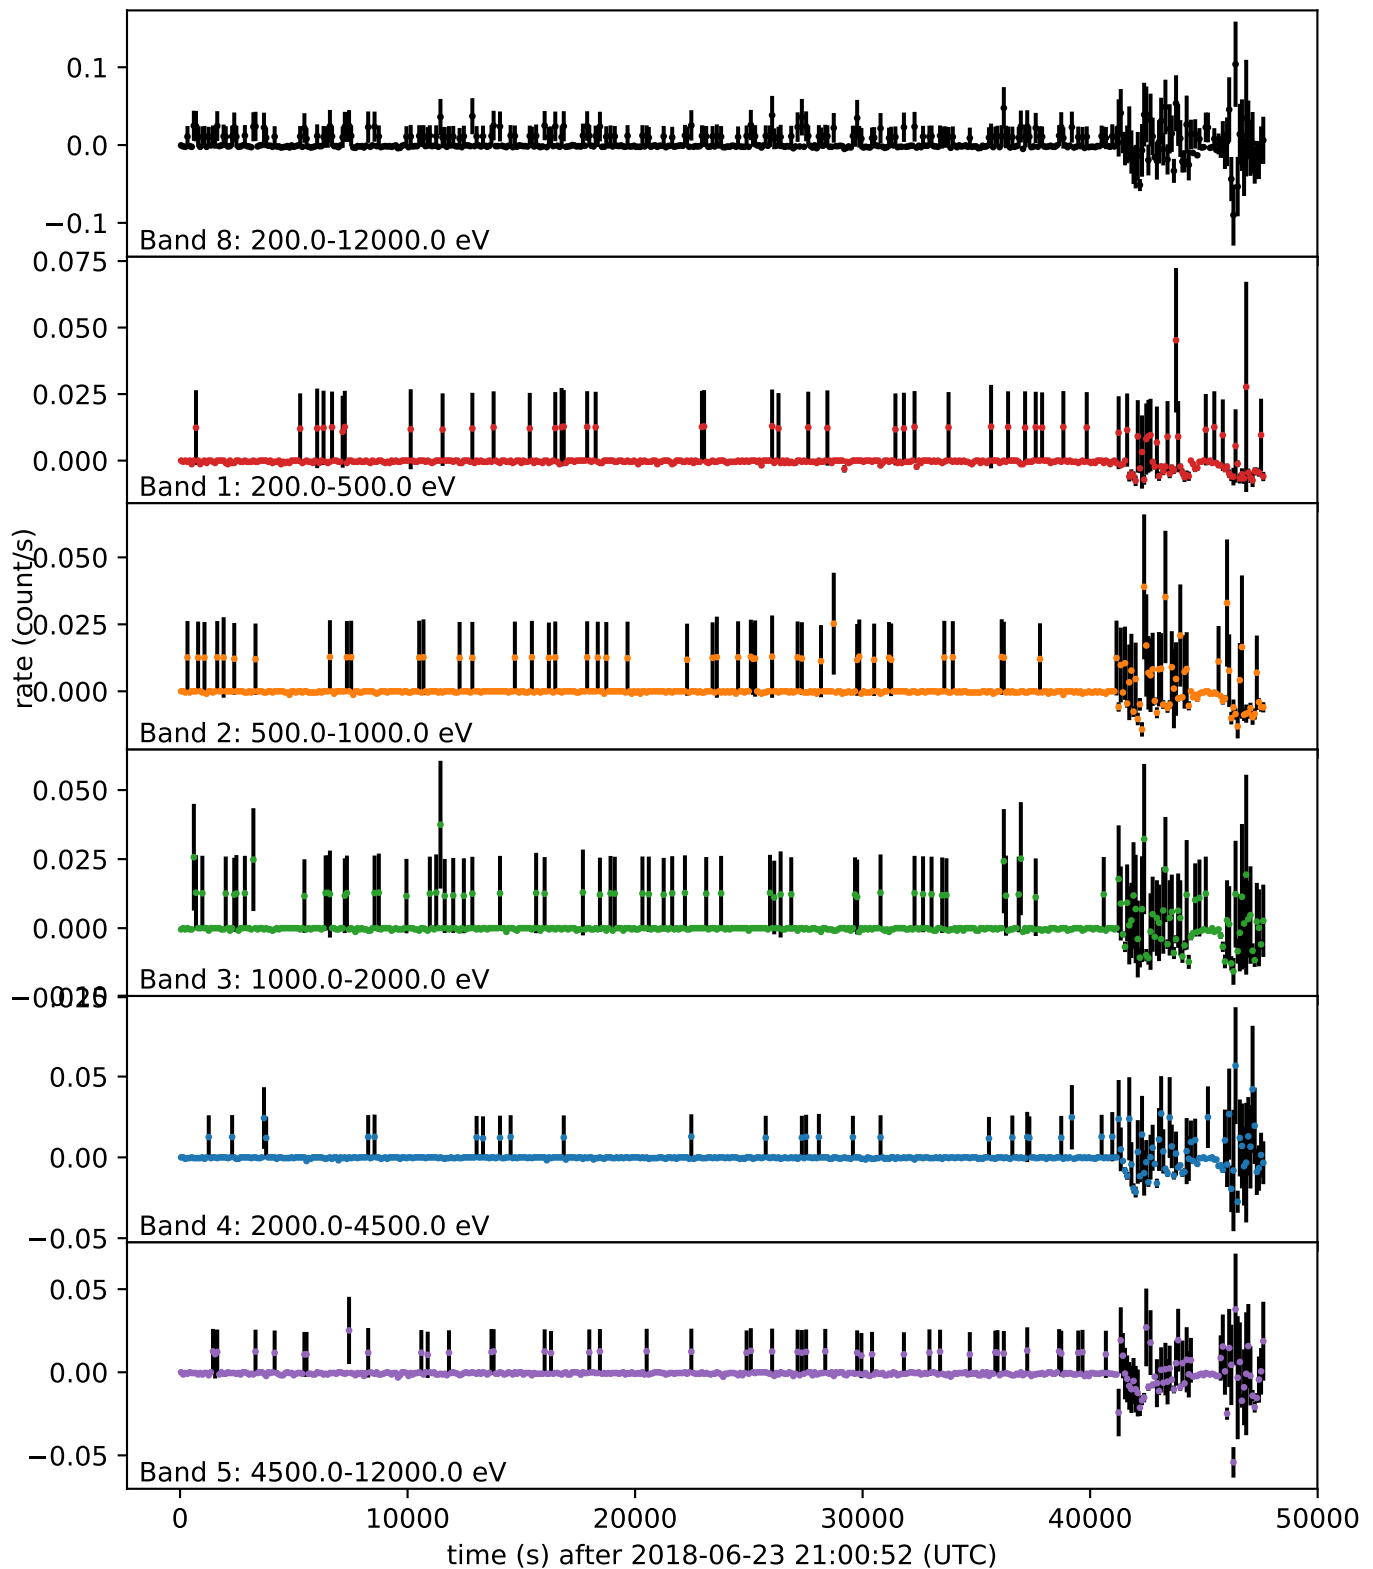 0.1
0.0
−0.1
Band 8: 200.0-12000.0 eV
0.075
0.050
0.025
0.000
Band 1: 200.0-500.0 eV
rate (count/s)
0.050
0.025
0.000
Band 2: 500.0-1000.0 eV
0.050
0.025
0.000
−0.025
Band 3: 1000.0-2000.0 eV
0.10
0.05
0.00
−0.05
Band 4: 2000.0-4500.0 eV
0.05
0.00
−0.05
Band 5: 4500.0-12000.0 eV
0 10000 20000 30000 40000 50000
time (s) after 2018-06-23 21:00:52 (UTC)